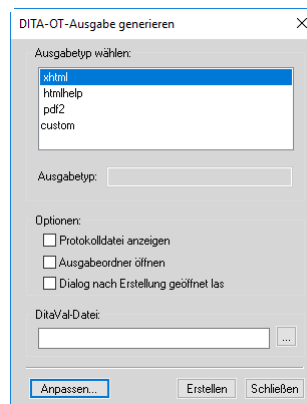 DITA-OT-Ausgabe generieren
Ausgabetyp wählen:
xhtml
htmlhelp
pdf2
custom
Ausgabetyp:
Optionen:
Protokolldatei anzeigen
Ausgabeordner öffnen
Dialog nach Erstellung geöffnet las
DitaVal-Datei:
...
Anpassen... Erstellen Schließen